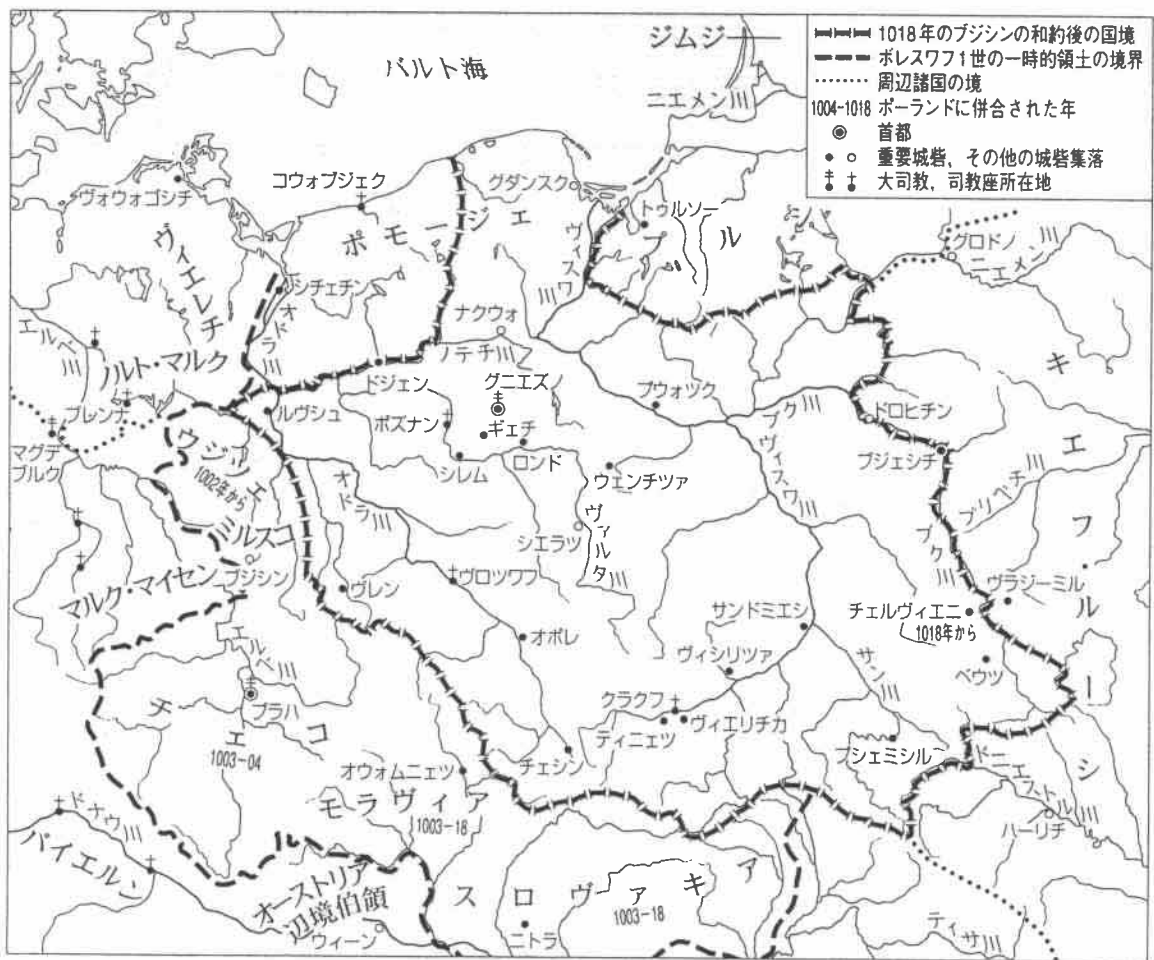 1018年のブジシンの和約後の国境
ボレスワフ1世の一時的領土の境界
周辺諸国の境
1004-1018 ポーランドに併合された年
首都
重要城砦，その他の城砦集落
大司教，司教座所在地
ジムジ
バルト海
ニエメン川
コウォブジェク
グダンスク
ヴォウォゴシチ
トゥルソー
ポモージェ
プルシ
ヴィスワ川
グロドノ
ニエメン川
ヴィエレチ
シチェチン
オドラ川
ナクウォ
エルベ川
ノルト・マルク
ノテチ川
ドジェン
グニエズ
プウォツク
キエフ・ルーシ
ブレンナ
ルヴシュ
ポズナン
ギェチ
ブク川
ドロヒチン
マグデブルク
ウジツェ
1002年から
シレム
ロンド
ブジェシチ
オドラ川
ウェンチツァ
ヴィスワ川
プリペチ川
ミルスコ
シエラツ
ヴァルタ川
ブク川
ブジシン
マルク・マイセン
ヴレン
ヴロツワフ
ヴラジーミル
チェルヴィエニ
1018年から
サンドミエシ
オポレ
エルベ川
ヴィシリツァ
サン川
ベウツ
プラハ
クラクフ
ティニェツ
ヴィエリチカ
チェコ
1003-04
プシェミシル
オウォムニェツ
チェシン
ドニェストル川
モラヴィア
1003-18
ハーリチ
ドナウ川
バイエルン
オーストリア
辺境伯領
スロヴァキア
1003-18
ウィーン
ニトラ
ティサ川